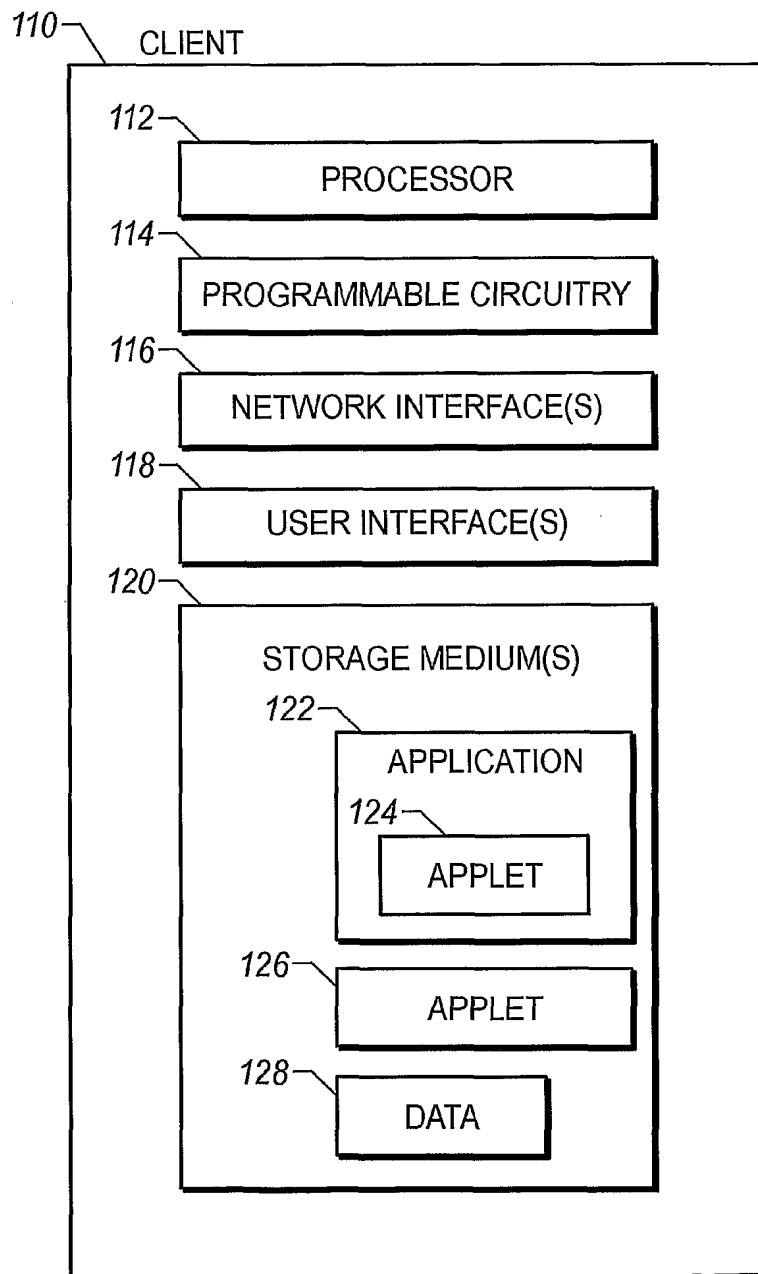 110
CLIENT
112
PROCESSOR
114
PROGRAMMABLE CIRCUITRY
116
NETWORK INTERFACE(S)
118
USER INTERFACE(S)
120
STORAGE MEDIUM(S)
122
APPLICATION
124
APPLET
126
APPLET
128
DATA